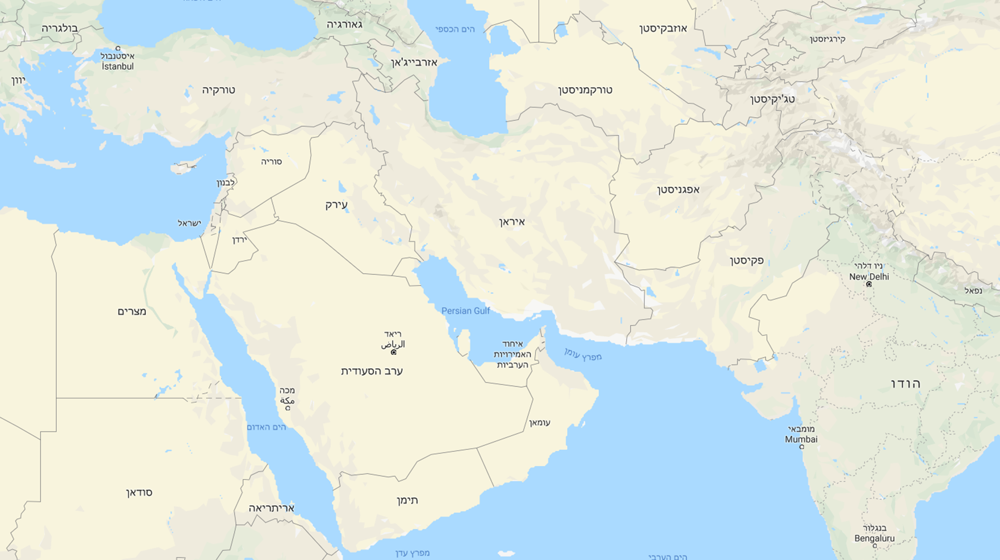 בולגריה
גאורגיה
הים הכספי
אוזבקיסטן
קירגיזסטן
איסטנבול
İstanbul
אזרבייג'אן
יוון
טורקיה
טורקמניסטן
טג'יקיסטן
סוריה
לבנון
אפגניסטן
עירק
איראן
ישראל
ירדן
פקיסטן
ניו דלהי
New Delhi
נפאל
מצרים
Persian Gulf
ריאד
الرياض
איחוד
האמירויות
הערביות
מפרץ עומן
ערב הסעודית
הודו
מכה
مكة
עומאן
הים האדום
מומבאי
Mumbai
סודאן
תימן
אריתריאה
בנגלור
Bengaluru
מפרץ עדן
הים הערבי